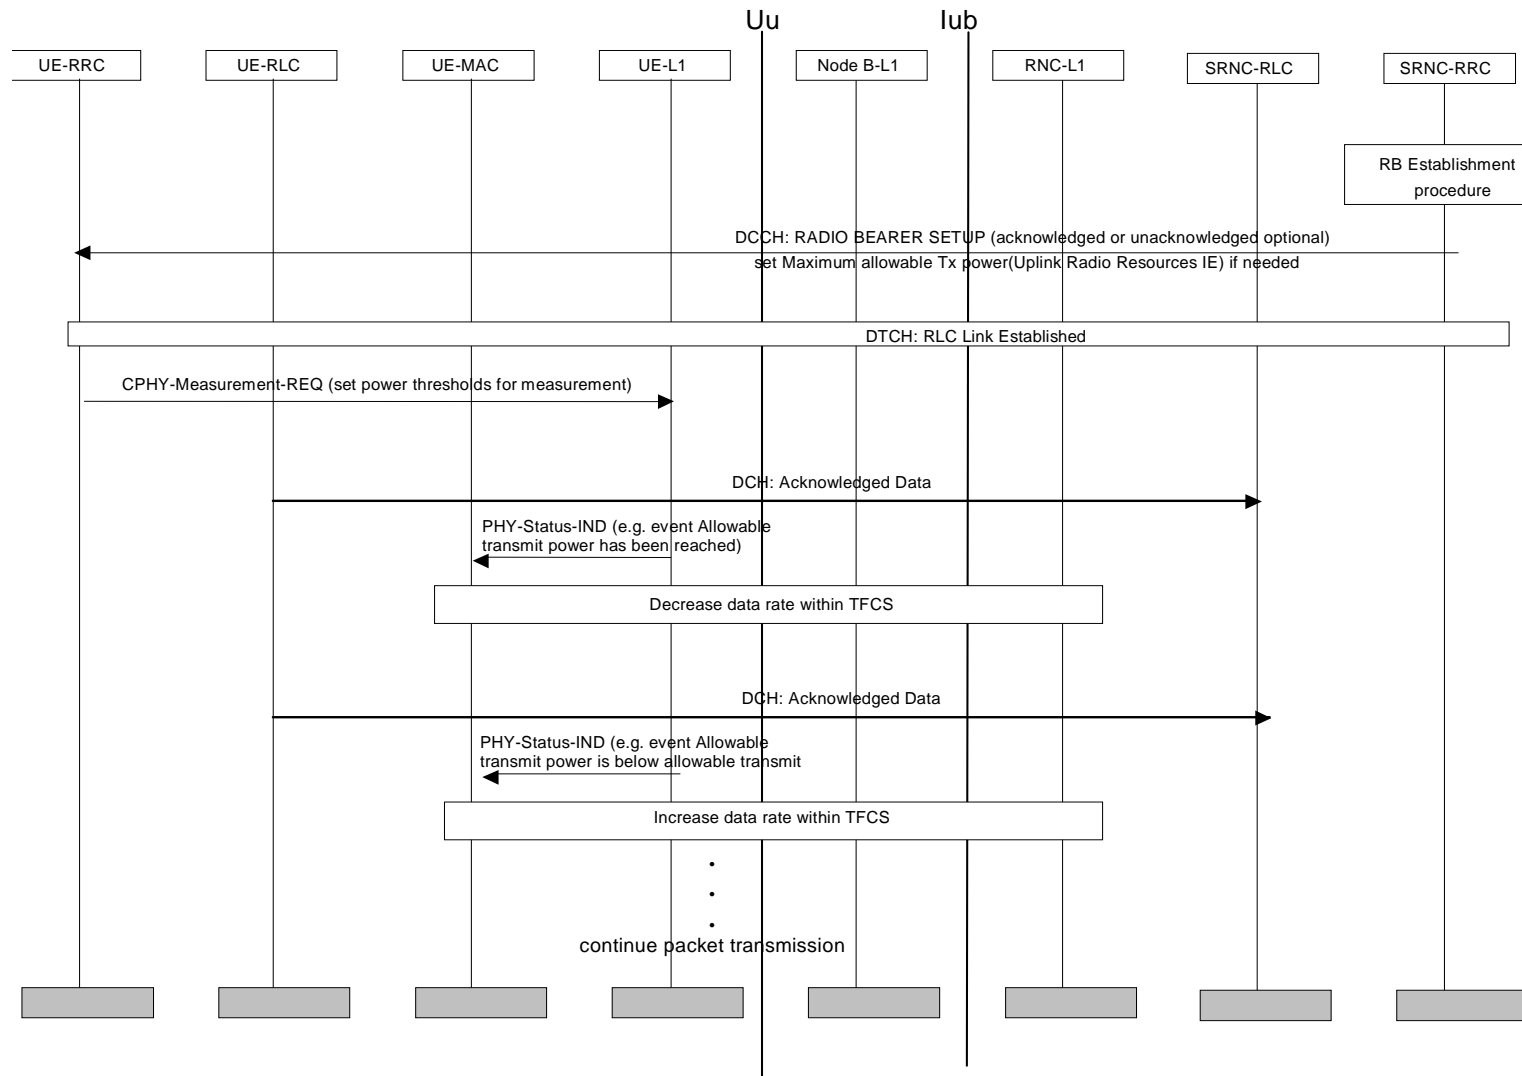 Uu
Iub
UE-RRC
UE-RLC
UE-MAC
UE-L1
Node B-L1
RNC-L1
SRNC-RLC
SRNC-RRC
RB Establishment
procedure
DCCH: RADIO BEARER SETUP (acknowledged or unacknowledged optional)
set Maximum allowable Tx power(Uplink Radio Resources IE) if needed
DTCH: RLC Link Established
CPHY-Measurement-REQ (set power thresholds for measurement)
DCH: Acknowledged Data
PHY-Status-IND (e.g. event Allowable
transmit power has been reached)
Decrease data rate within TFCS
DCH: Acknowledged Data
PHY-Status-IND (e.g. event Allowable
transmit power is below allowable transmit
Increase data rate within TFCS
.
.
.
continue packet transmission